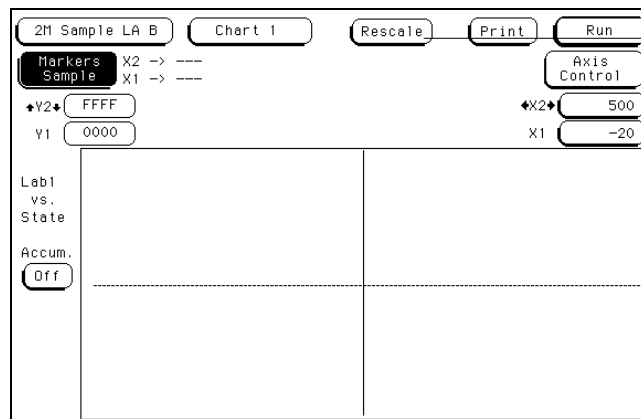 2M Sample LA B Chart 1 Rescale Print Run
Markers Sample X2 -> --- Axis Control
X1 -> ---
Y2 FFFF X2 500
Y1 0000 X1 -20
Lab1
vs.
State
Accum.
Off